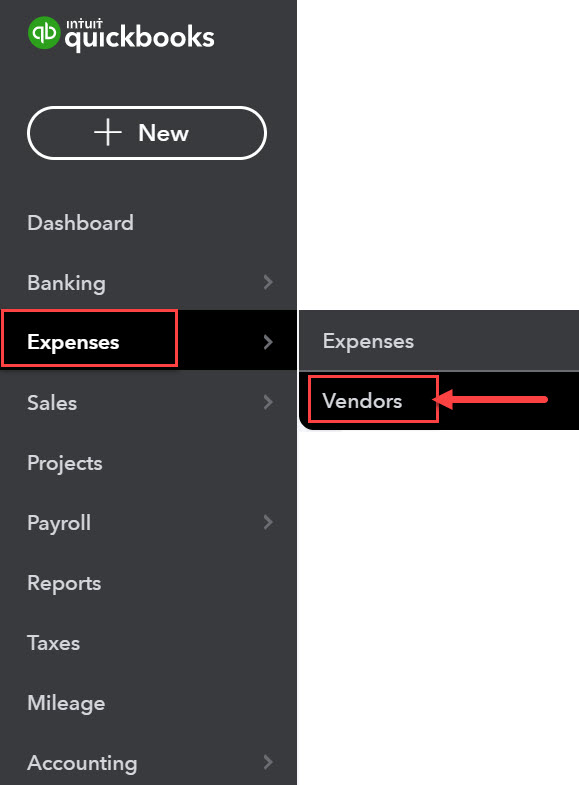 intuit
quickbooks
New
Dashboard
Banking
Expenses
Expenses
Vendors
Sales
Projects
Payroll
Reports
Taxes
Mileage
Accounting